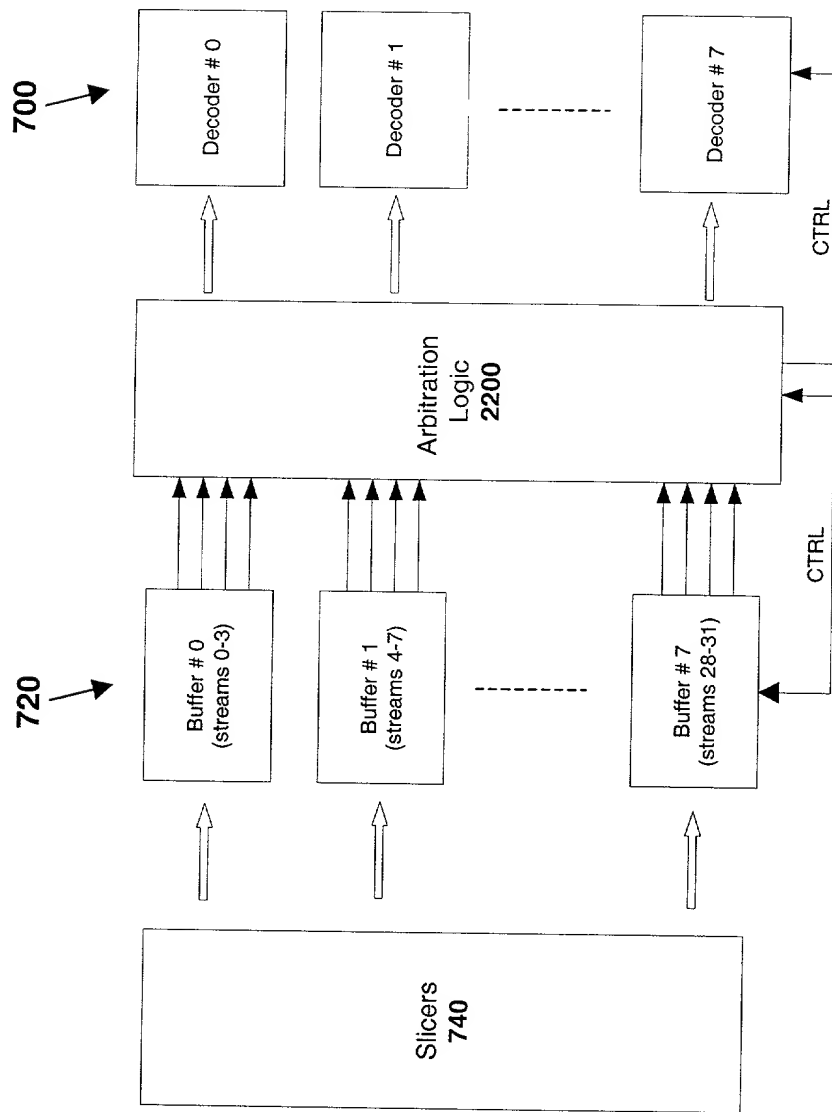 700
Decoder # 0
Decoder # 1
Decoder # 7
CTRL
Arbitration
Logic
2200
CTRL
720
Buffer # 0
(streams 0-3)
Buffer # 1
(streams 4-7)
Buffer # 7
(streams 28-31)
Slicers
740